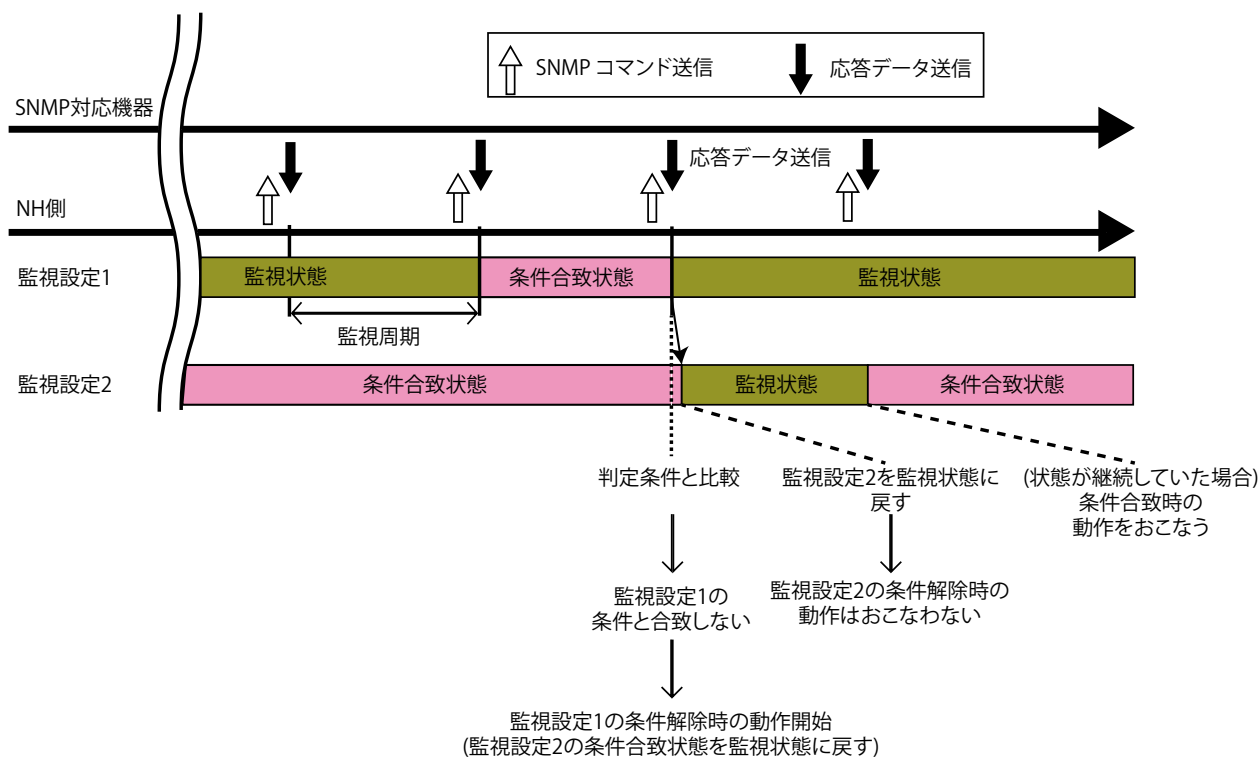 SNMP コマンド送信
応答データ送信
SNMP対応機器
応答データ送信
NH側
監視設定1
監視状態
条件合致状態
監視状態
監視周期
監視設定2
条件合致状態
監視状態
条件合致状態
判定条件と比較
監視設定2を監視状態に
戻す
(状態が継続していた場合)
条件合致時の
動作をおこなう
監視設定1の
条件と合致しない
監視設定2の条件解除時の
動作はおこなわない
監視設定1の条件解除時の動作開始
(監視設定2の条件合致状態を監視状態に戻す)